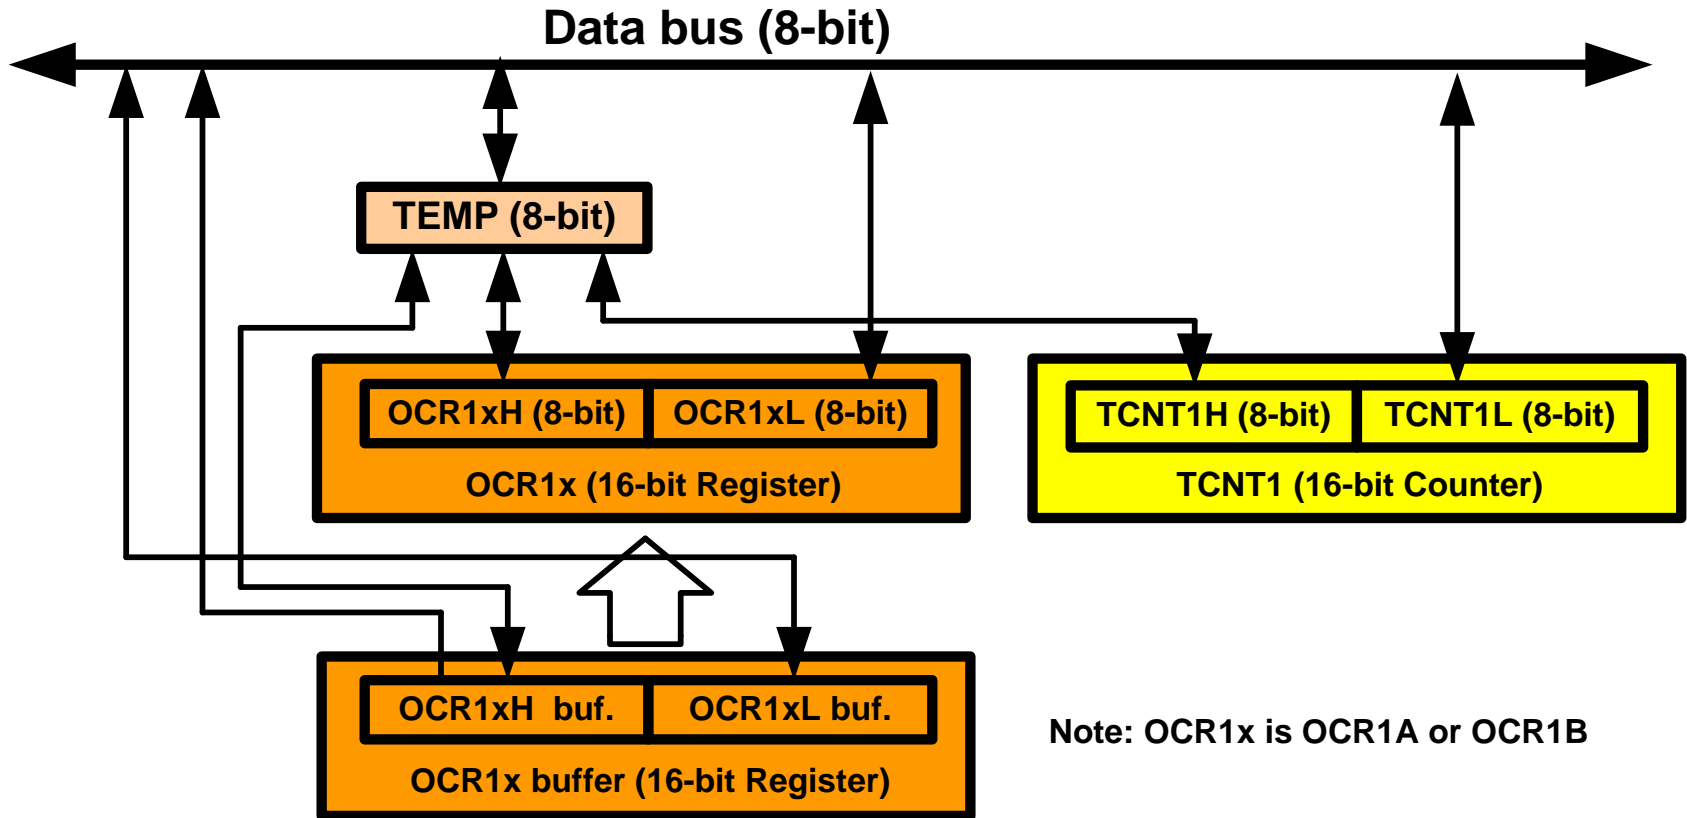 Data bus (8-bit)
TEMP (8-bit)
OCR1xH (8-bit)
OCR1xL (8-bit)
OCR1x (16-bit Register)
TCNT1H (8-bit)
TCNT1L (8-bit)
TCNT1 (16-bit Counter)
OCR1xH buf.
OCR1xL buf.
OCR1x buffer (16-bit Register)
Note: OCR1x is OCR1A or OCR1B